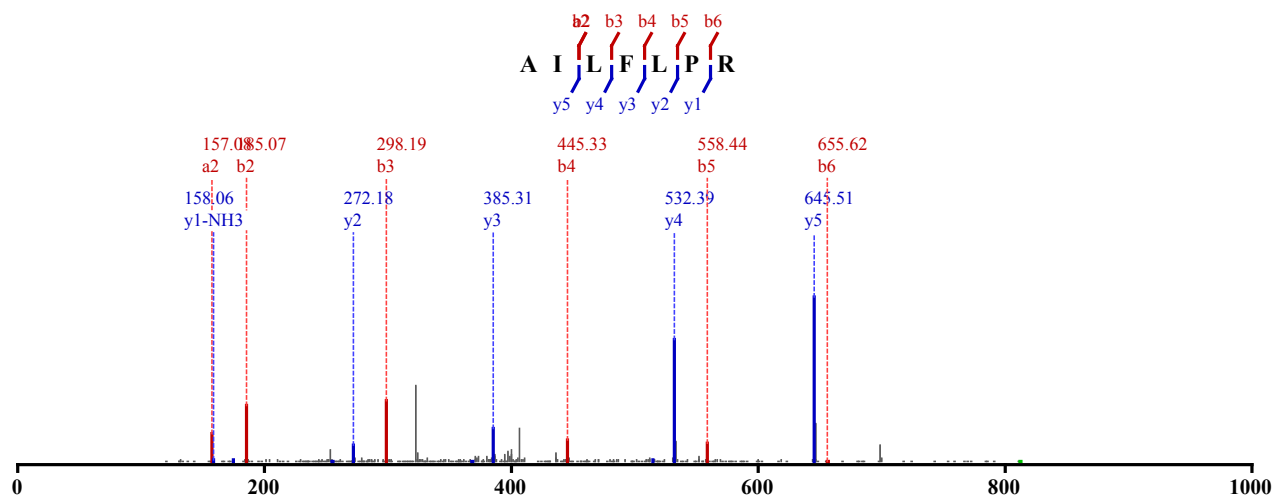 a2 b2 b3 b4 b5 b6
A I L F L P R
y5 y4 y3 y2 y1
157.08 185.07 298.19 445.33 558.44 655.62
a2 b2 b3 b4 b5 b6
158.06 272.18 385.31 532.39 645.51
y1-NH3 y2 y3 y4 y5
0 200 400 600 800 1000